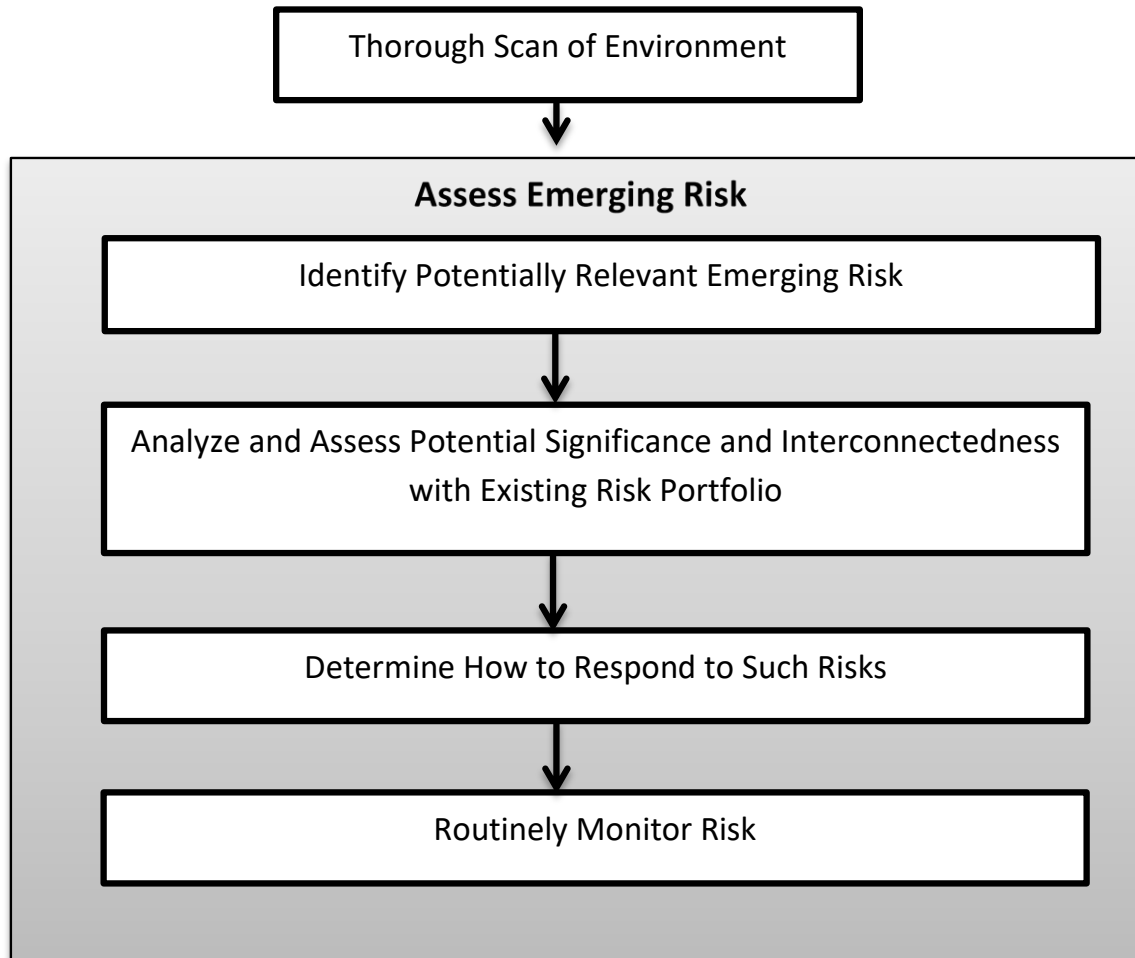 Thorough Scan of Environment
Assess Emerging Risk
Identify Potentially Relevant Emerging Risk
Analyze and Assess Potential Significance and Interconnectedness
with Existing Risk Portfolio
Determine How to Respond to Such Risks
Routinely Monitor Risk